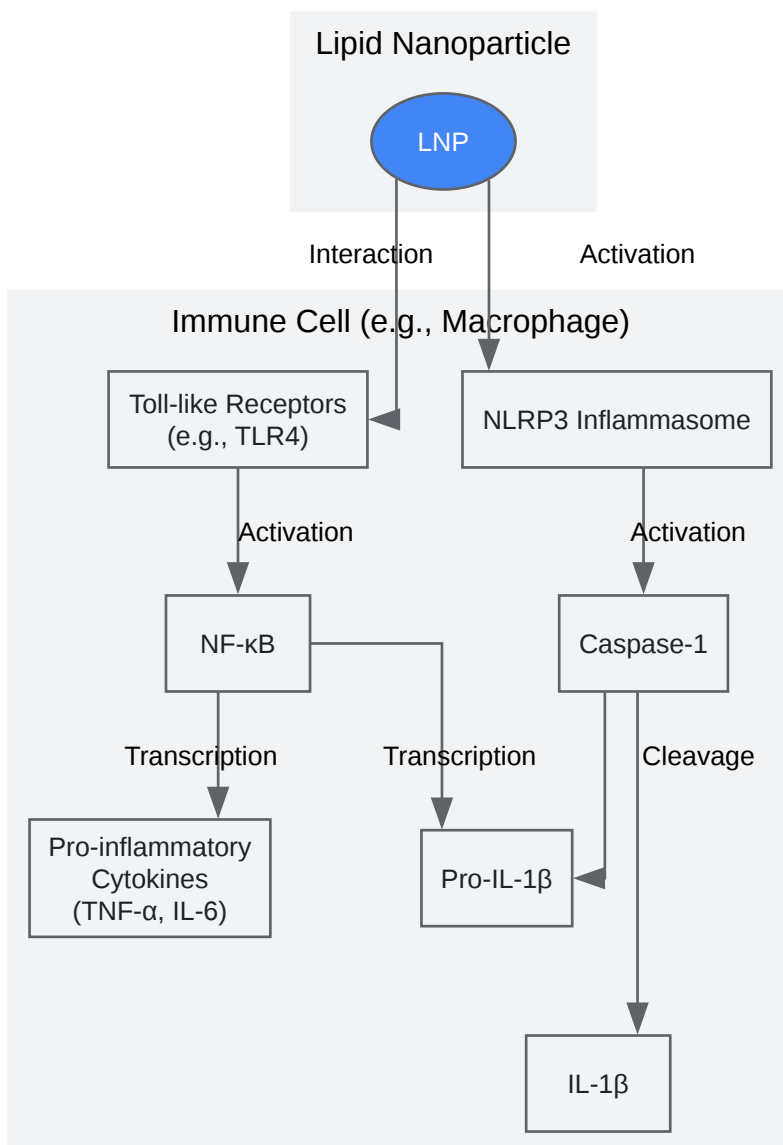 Lipid Nanoparticle
LNP
Interaction
Activation
Immune Cell (e.g., Macrophage)
Toll-like Receptors
(e.g., TLR4)
NLRP3 Inflammasome
Activation
Activation
NF-κB
Caspase-1
Transcription
Transcription
Cleavage
Pro-inflammatory
Cytokines
(TNF-α, IL-6)
Pro-IL-1β
IL-1β